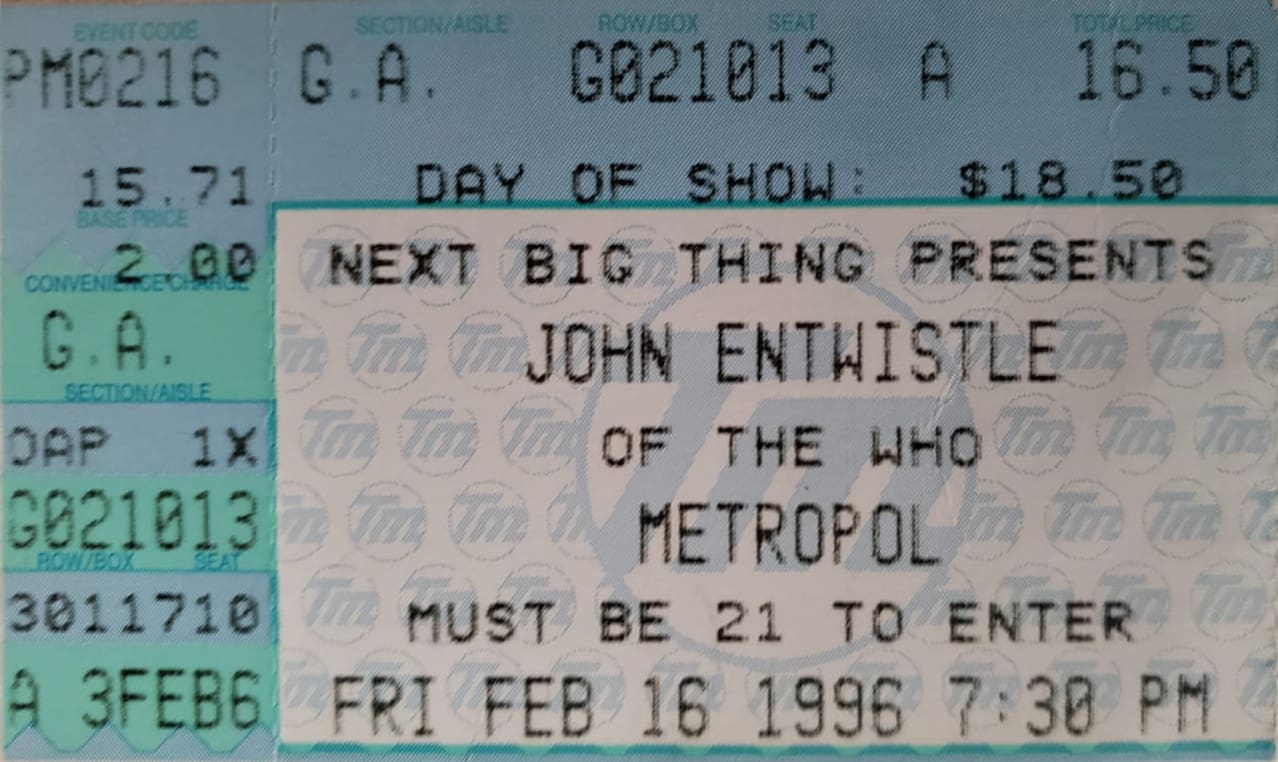 EVENT CODE SECTION/AISLE ROW/BOX SEAT TOTAL PRICE
PM0216 G.A. G021013 A 16.50
15.71 DAY OF SHOW: $18.50
BASE PRICE
2.00 NEXT BIG THING PRESENTS
CONVENIENCE CHARGE
G.A. JOHN ENTWISTLE
SECTION/AISLE
OAP 1X OF THE WHO
G021013 METROPOL
ROW/BOX SEAT
3011710 MUST BE 21 TO ENTER
A 3FEB6 FRI FEB 16 1996 7:30 PM